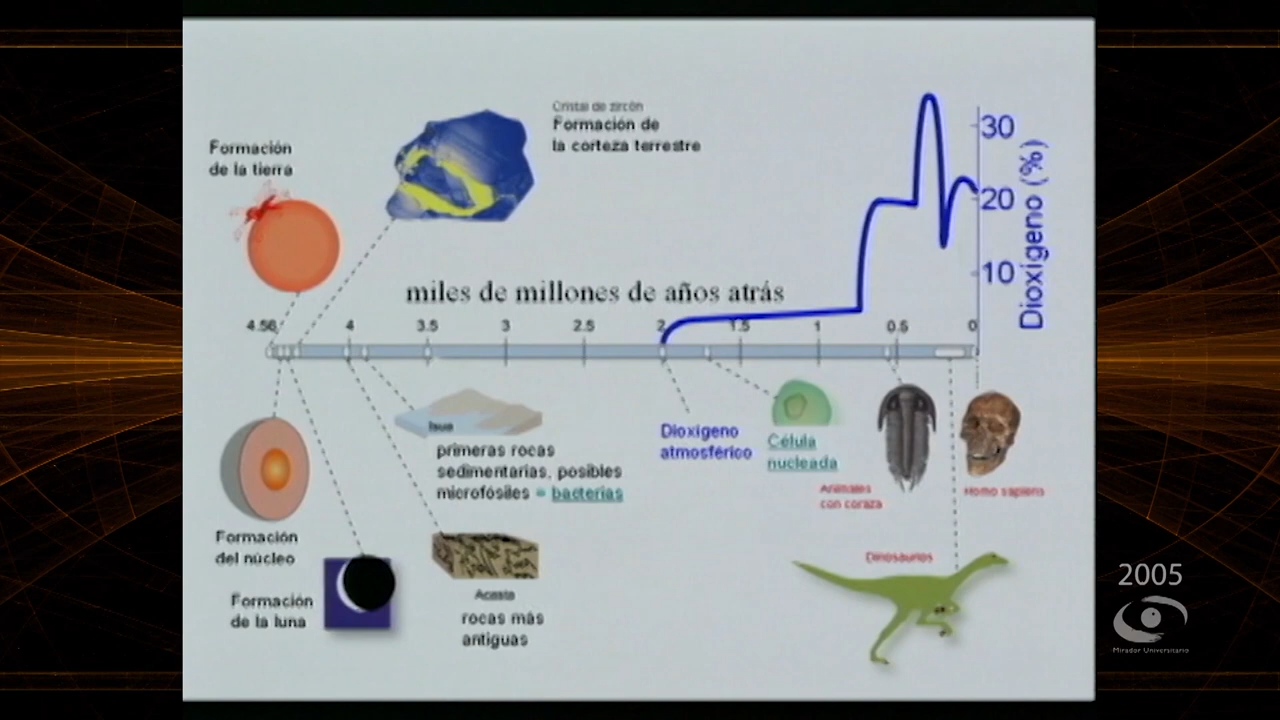 Cristal de zircón
Formación de
la corteza terrestre
Formación
de la tierra
30
20
10
Dioxígeno (%)
miles de millones de años atrás
4.56
4
3.5
3
2.5
2
1.5
1
0.5
0
Isua
primeras rocas
sedimentarias, posibles
microfósiles = bacterias
Dioxígeno
atmosférico
Célula
nucleada
Animales
con coraza
Homo sapiens
Formación
del núcleo
Dinosaurios
Formación
de la luna
Acasta
rocas más
antiguas
2005
Mirador Universitario